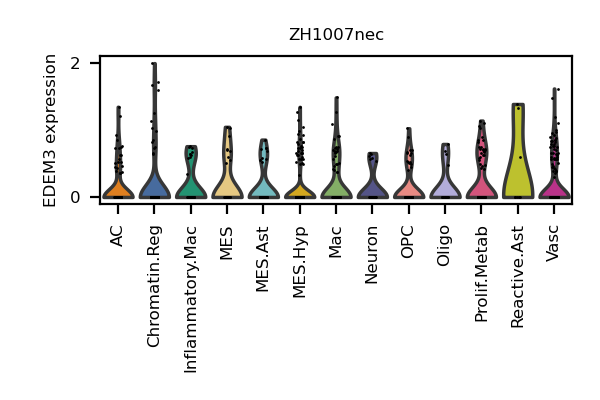 ZH1007nec
EDEM3 expression
2
0
AC
Chromatin.Reg
Inflammatory.Mac
MES
MES.Ast
MES.Hyp
Mac
Neuron
OPC
Oligo
Prolif.Metab
Reactive.Ast
Vasc